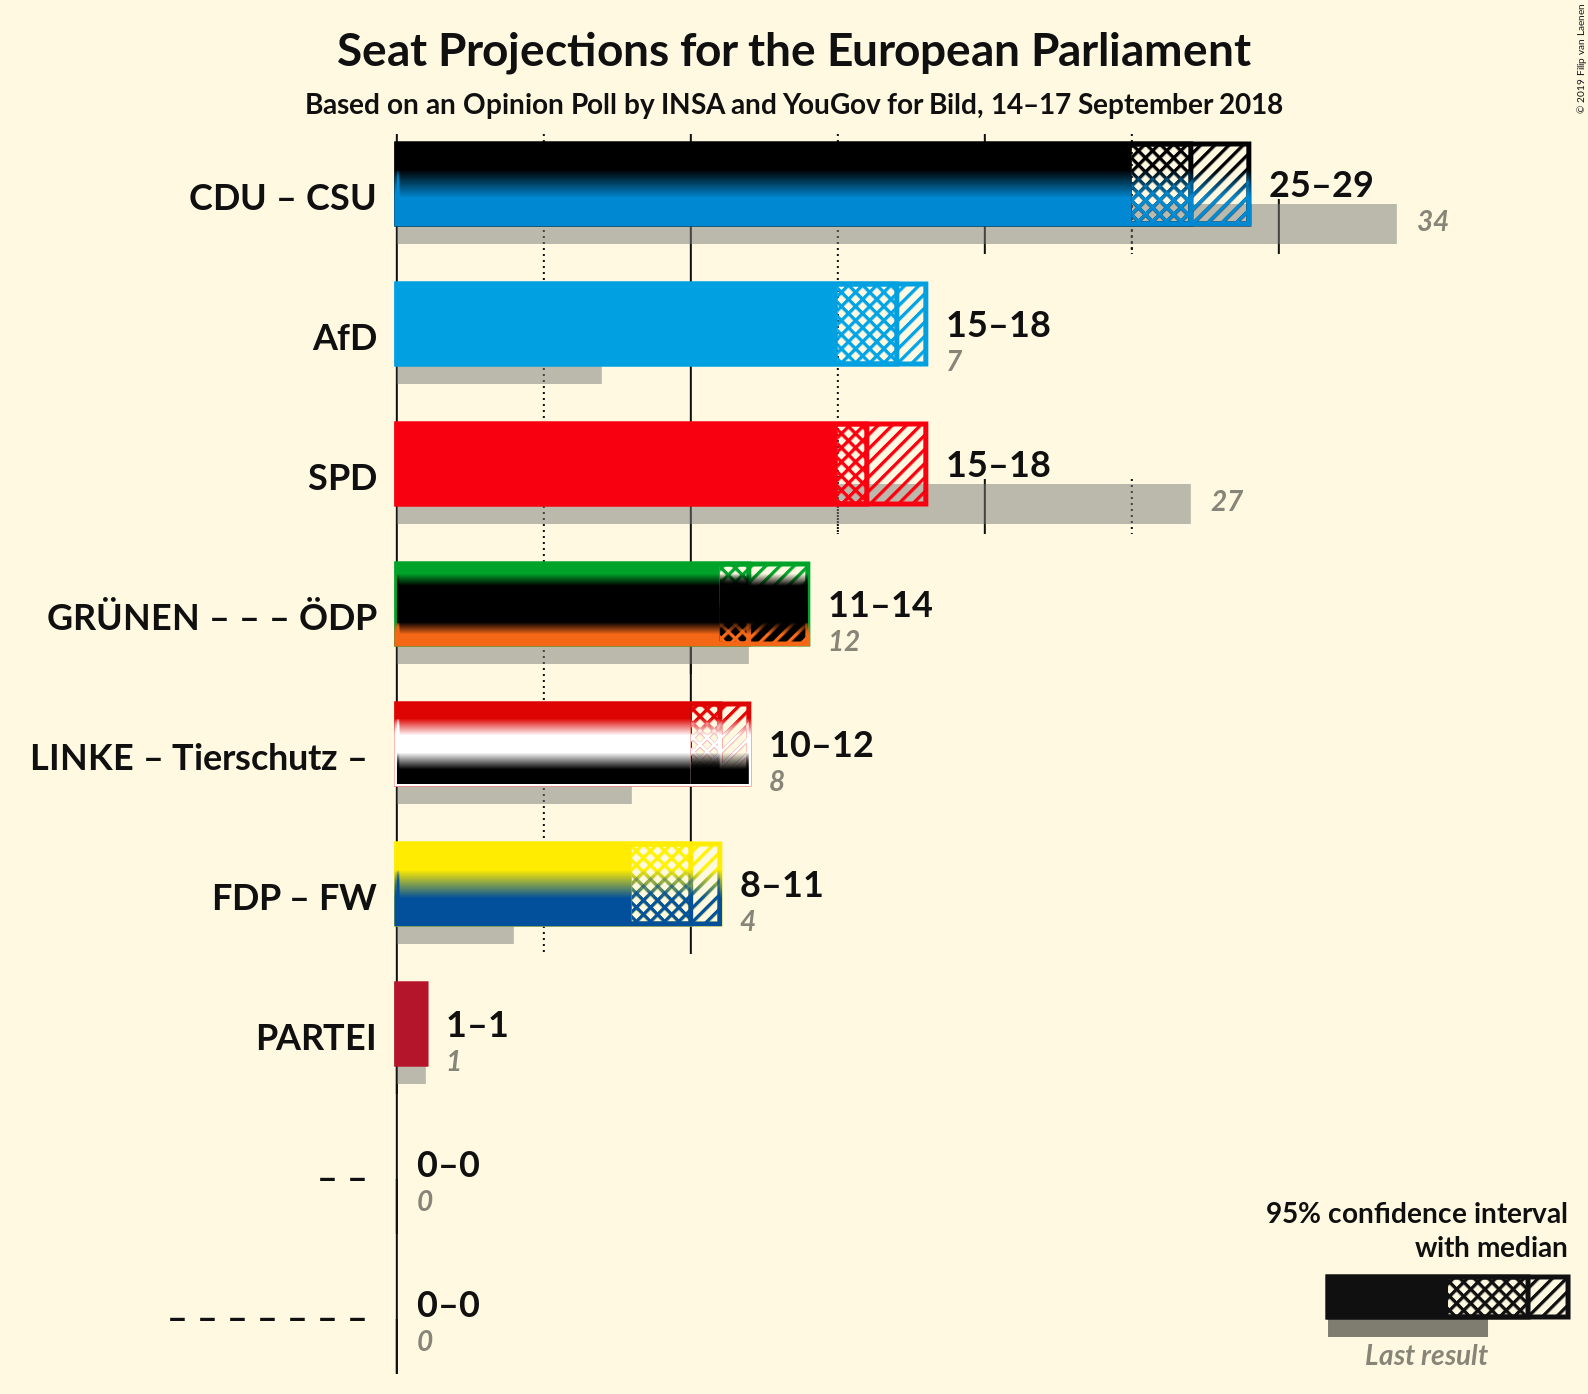 Seat Projections for the European Parliament
Based on an Opinion Poll by INSA and YouGov for Bild, 14–17 September 2018
© 2019 Filip van Laenen
CDU – CSU
25–29
34
AfD
15–18
7
SPD
15–18
27
GRÜNEN – – – ÖDP
11–14
12
LINKE – Tierschutz –
10–12
8
FDP – FW
8–11
4
PARTEI
1–1
1
– –
0–0
0
– – – – – – –
0–0
0
95% confidence interval
with median
Last result